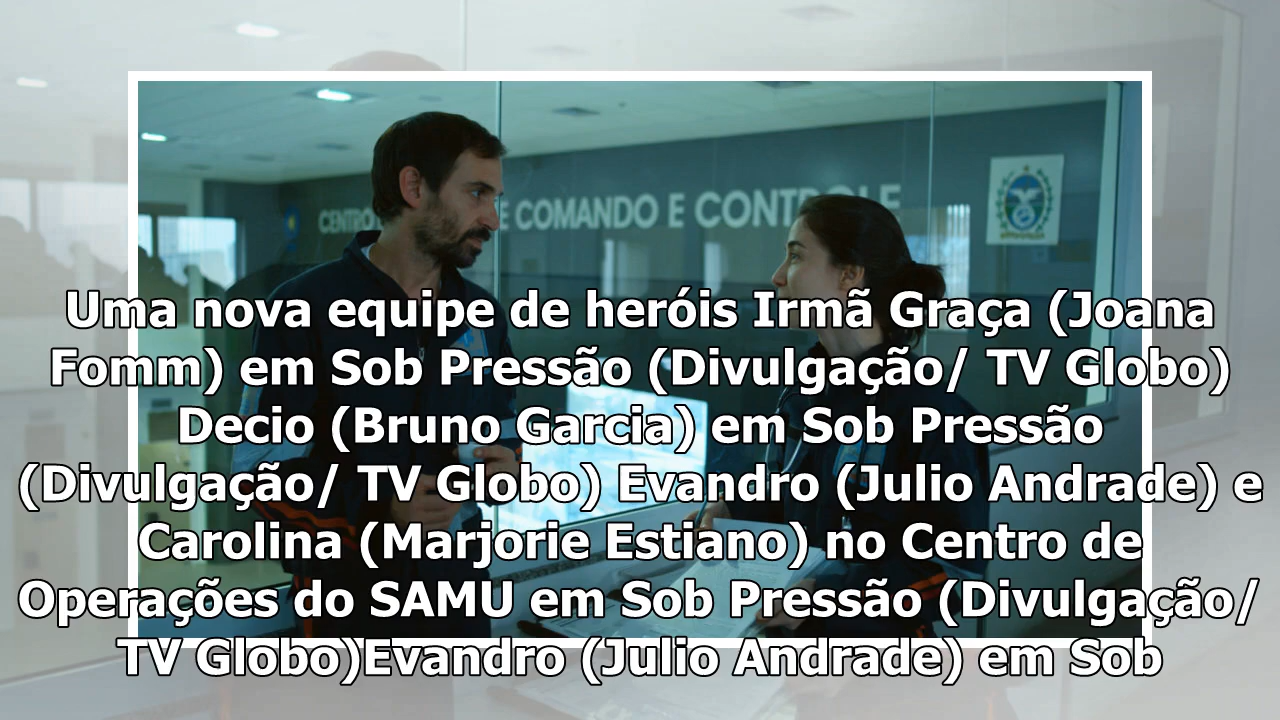 CENTRO E COMANDO E CONTROLE
Uma nova equipe de heróis Irmã Graça (Joana
Fomm) em Sob Pressão (Divulgação/ TV Globo)
Decio (Bruno Garcia) em Sob Pressão
(Divulgação/ TV Globo) Evandro (Julio Andrade) e
Carolina (Marjorie Estiano) no Centro de
Operações do SAMU em Sob Pressão (Divulgação/
TV Globo)Evandro (Julio Andrade) em Sob